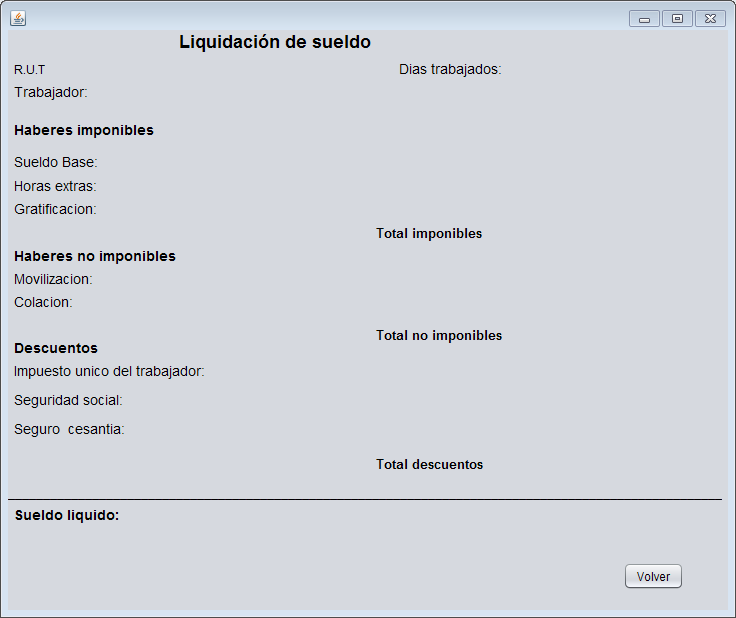 Liquidación de sueldo
R.U.T
Dias trabajados:
Trabajador:
Haberes imponibles
Sueldo Base:
Horas extras:
Gratificacion:
Total imponibles
Haberes no imponibles
Movilizacion:
Colacion:
Total no imponibles
Descuentos
Impuesto unico del trabajador:
Seguridad social:
Seguro  cesantia:
Total descuentos
Sueldo liquido:
Volver